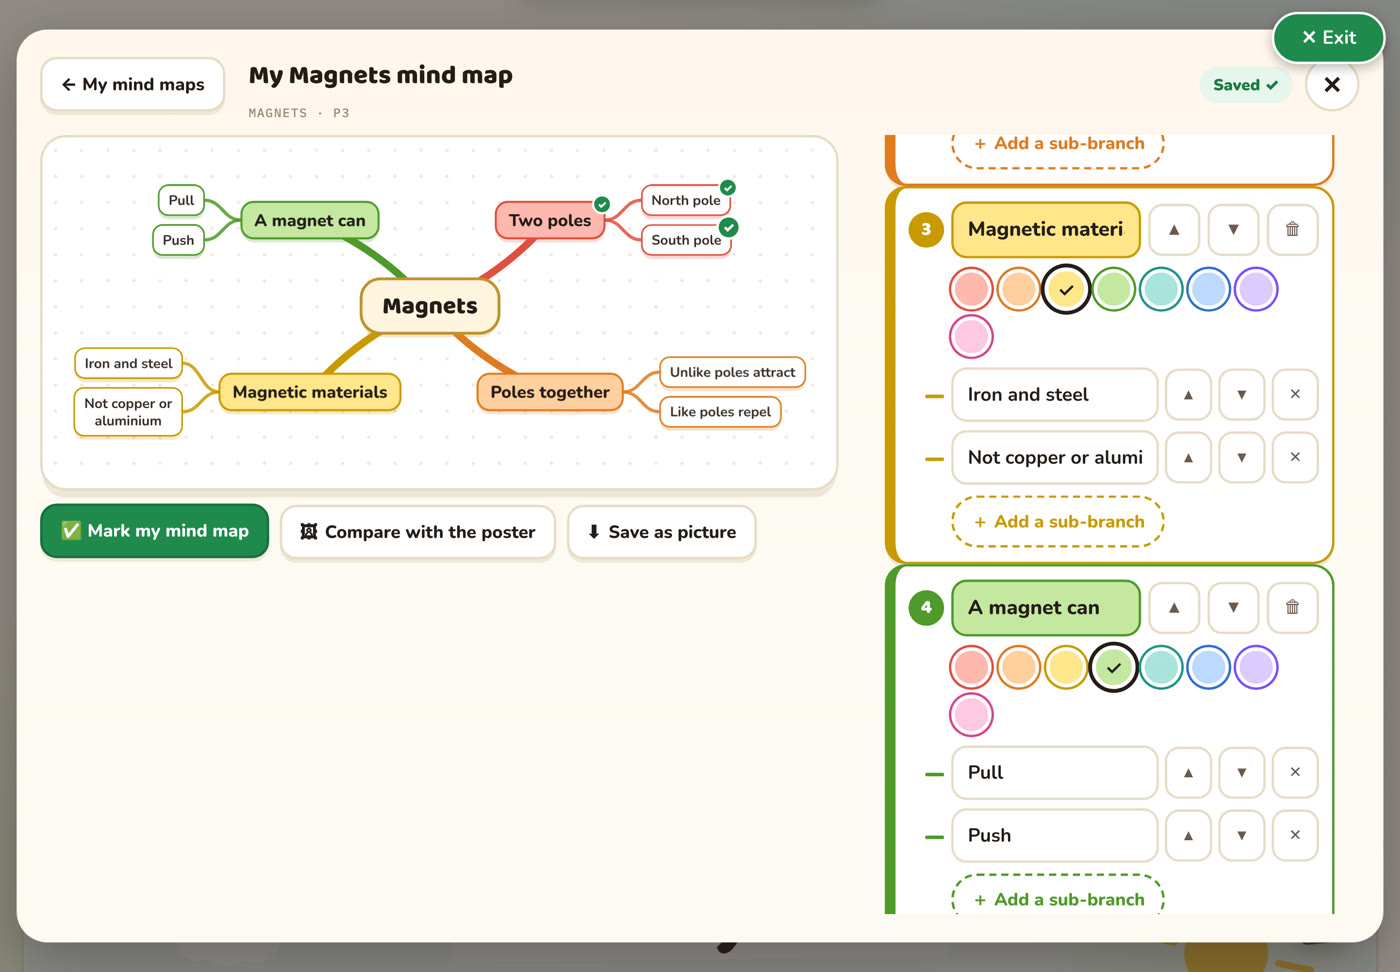 ✕ Exit
← My mind maps
My Magnets mind map
MAGNETS · P3
Saved ✓
✕
Pull
Push
A magnet can
Two poles
North pole
South pole
Magnets
Iron and steel
Not copper or
aluminium
Magnetic materials
Poles together
Unlike poles attract
Like poles repel
✅ Mark my mind map
🖼 Compare with the poster
⬇ Save as picture
+ Add a sub-branch
3
Magnetic materi
Iron and steel
Not copper or alumi
+ Add a sub-branch
4
A magnet can
Pull
Push
+ Add a sub-branch